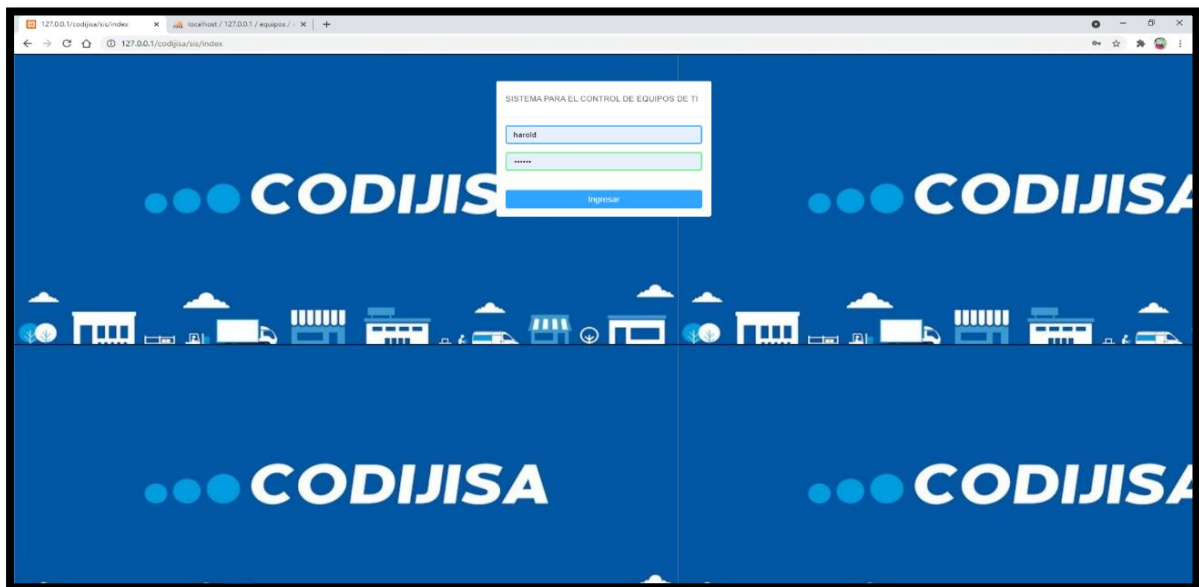 127.0.0.1/codijisa/sis/index
localhost / 127.0.0.1 / equipos /
127.0.0.1/codijisa/sis/index
SISTEMA PARA EL CONTROL DE EQUIPOS DE TI
harold
••••••
Ingresar
CODIJIS
CODIJISA
CODIJISA
CODIJISA